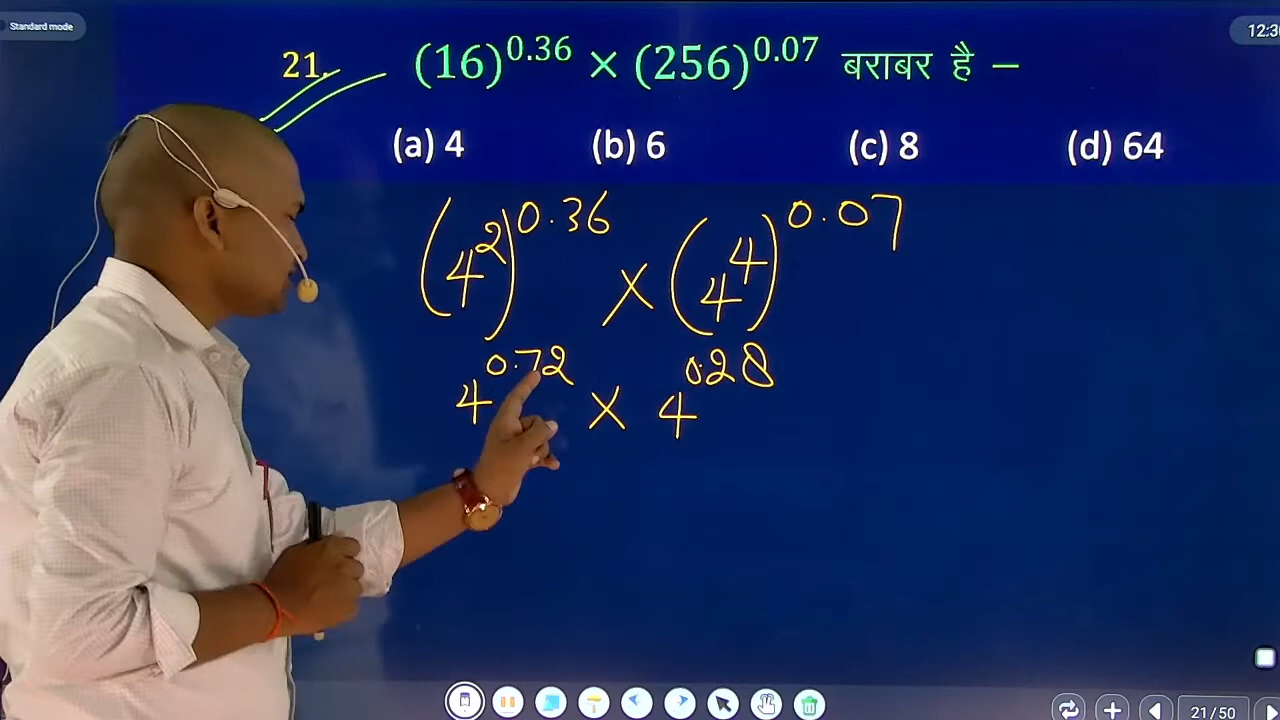 Standard mode
12:3
21. (16)^0.36 × (256)^0.07 बराबर है −
(a) 4 (b) 6 (c) 8 (d) 64
(4^2)^0.36 × (4^4)^0.07
4^0.72 × 4^0.28
21/50